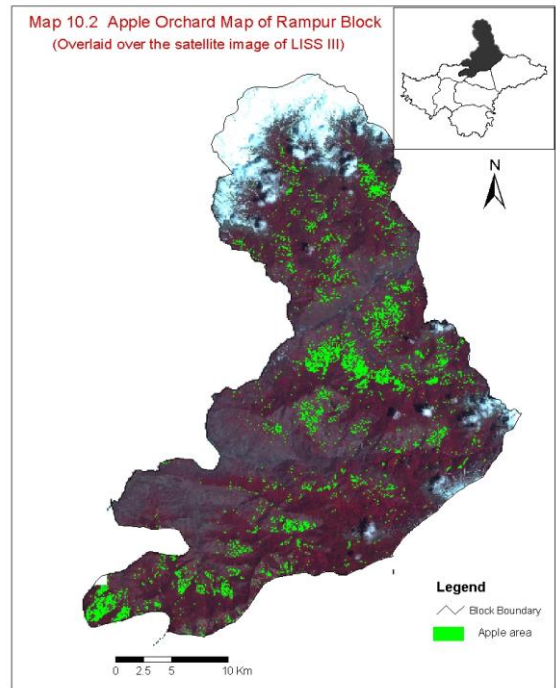 Map 10.2 Apple Orchard Map of Rampur Block
(Overlaid over the satellite image of LISS III)
N
Legend
Block Boundary
Apple area
0 2.5 5 10 Km